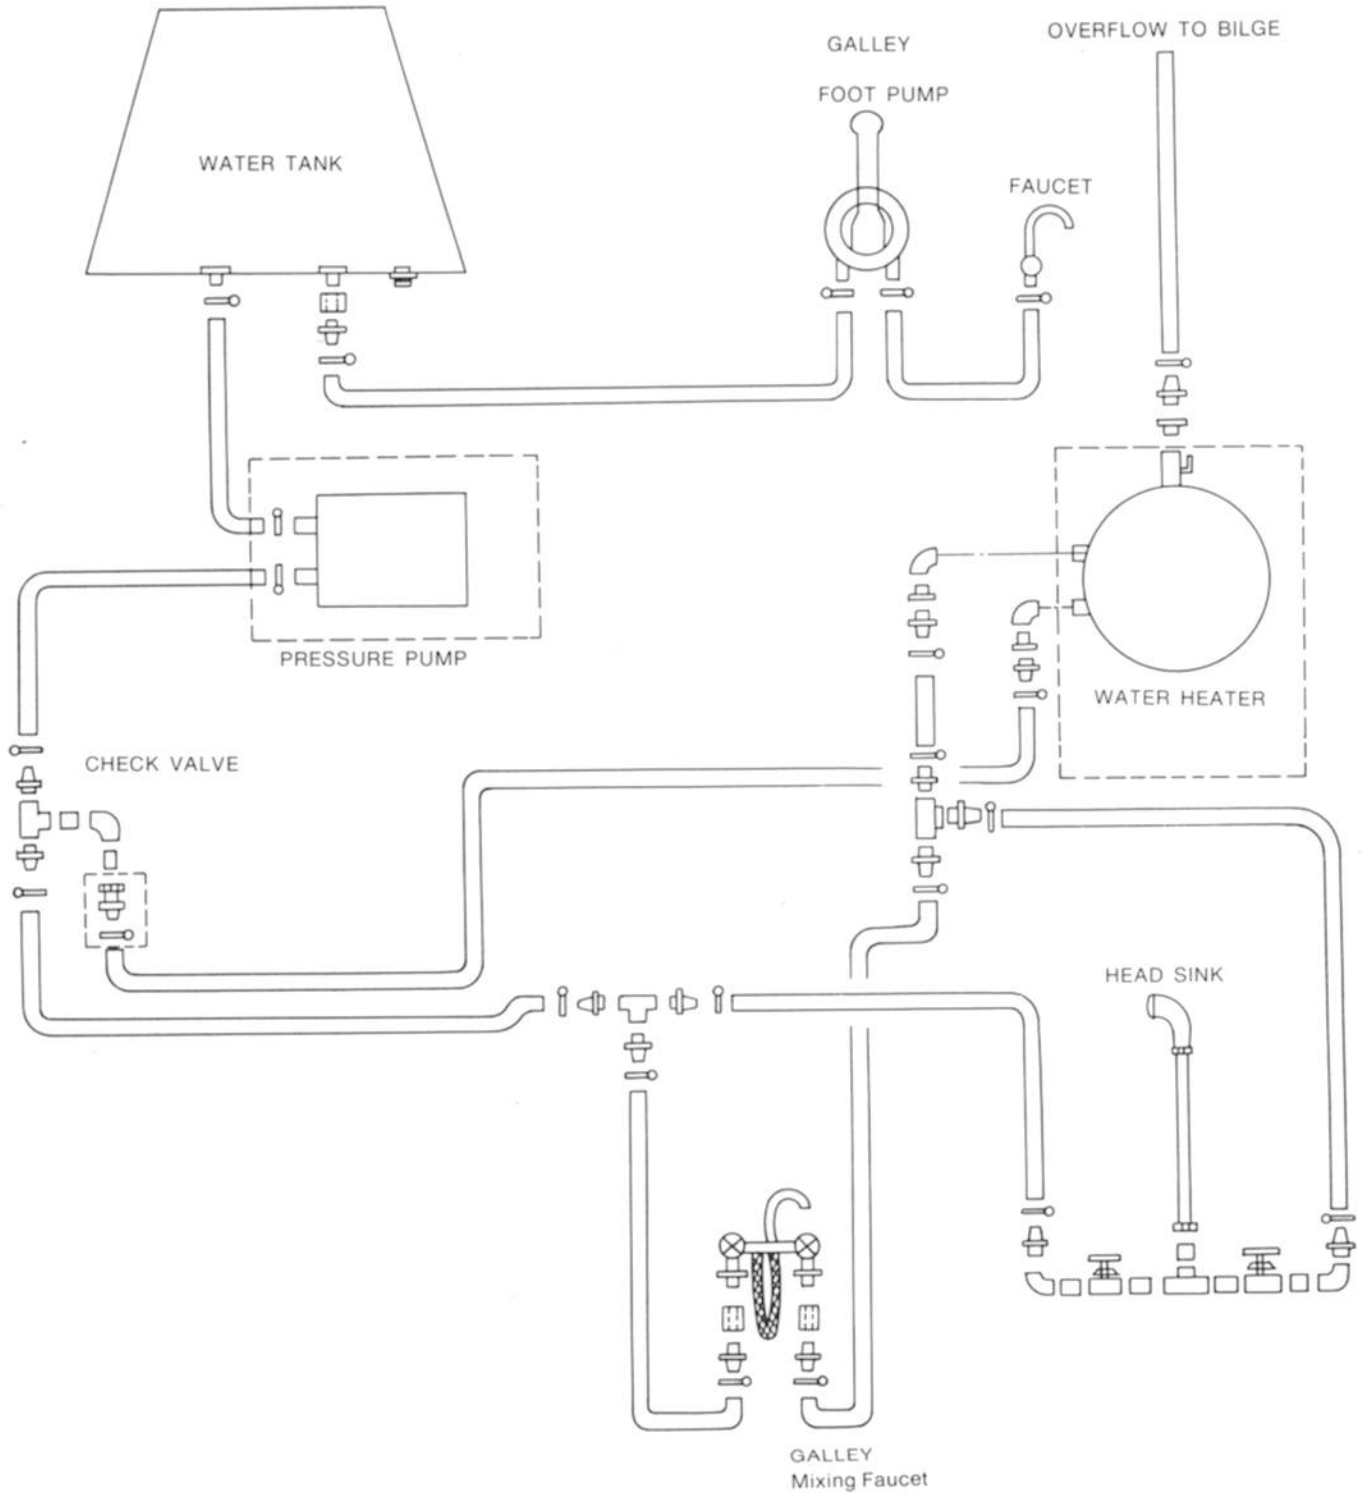 OVERFLOW TO BILGE
GALLEY
FOOT PUMP
WATER TANK
FAUCET
PRESSURE PUMP
WATER HEATER
CHECK VALVE
HEAD SINK
GALLEY
Mixing Faucet